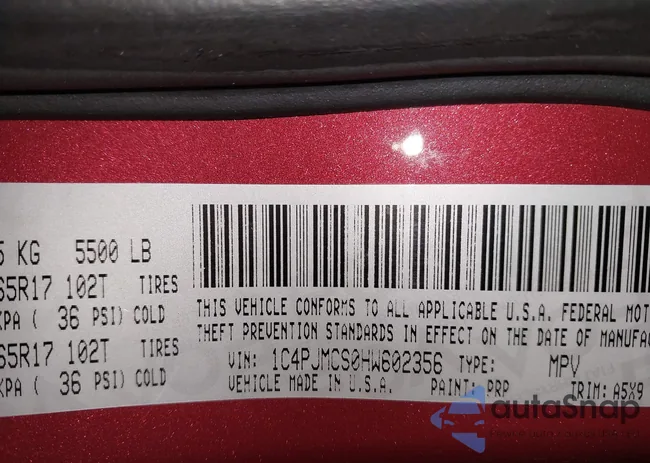 5 KG 5500 LB
65R17 102T TIRES
KPA ( 36 PSI) COLD
65R17 102T TIRES
KPA ( 36 PSI) COLD
THIS VEHICLE CONFORMS TO ALL APPLICABLE U.S.A. FEDERAL MOT
THEFT PREVENTION STANDARDS IN EFFECT ON THE DATE OF MANUFAC
VIN: 1C4PJMCS0HW602356 TYPE: MPV
VEHICLE MADE IN U.S.A. PAINT: PRP TRIM: A5X9
autoSnap